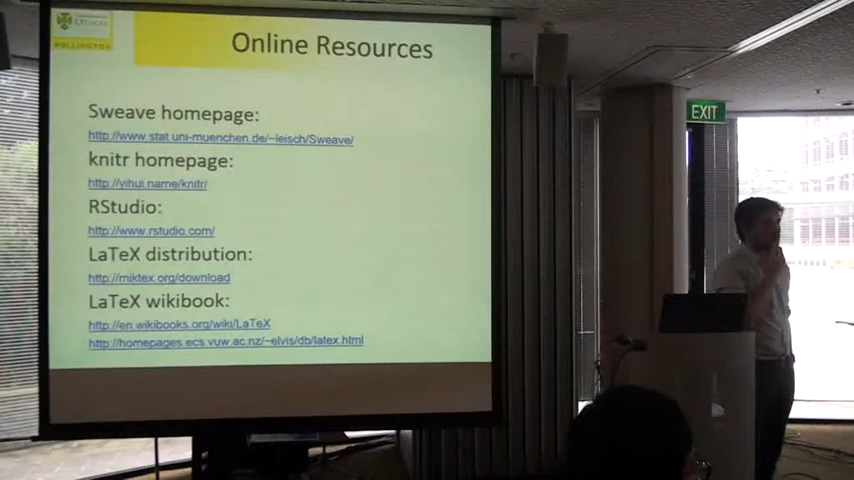 OTAGO
WELLINGTON
Online Resources
Sweave homepage:
http://www.stat.uni-muenchen.de/~leisch/Sweave/
knitr homepage:
http://yihui.name/knitr/
RStudio:
http://www.rstudio.com/
LaTeX distribution:
http://miktex.org/download
LaTeX wikibook:
http://en.wikibooks.org/wiki/LaTeX
http://homepages.ecs.vuw.ac.nz/~elvis/db/latex.html
EXIT